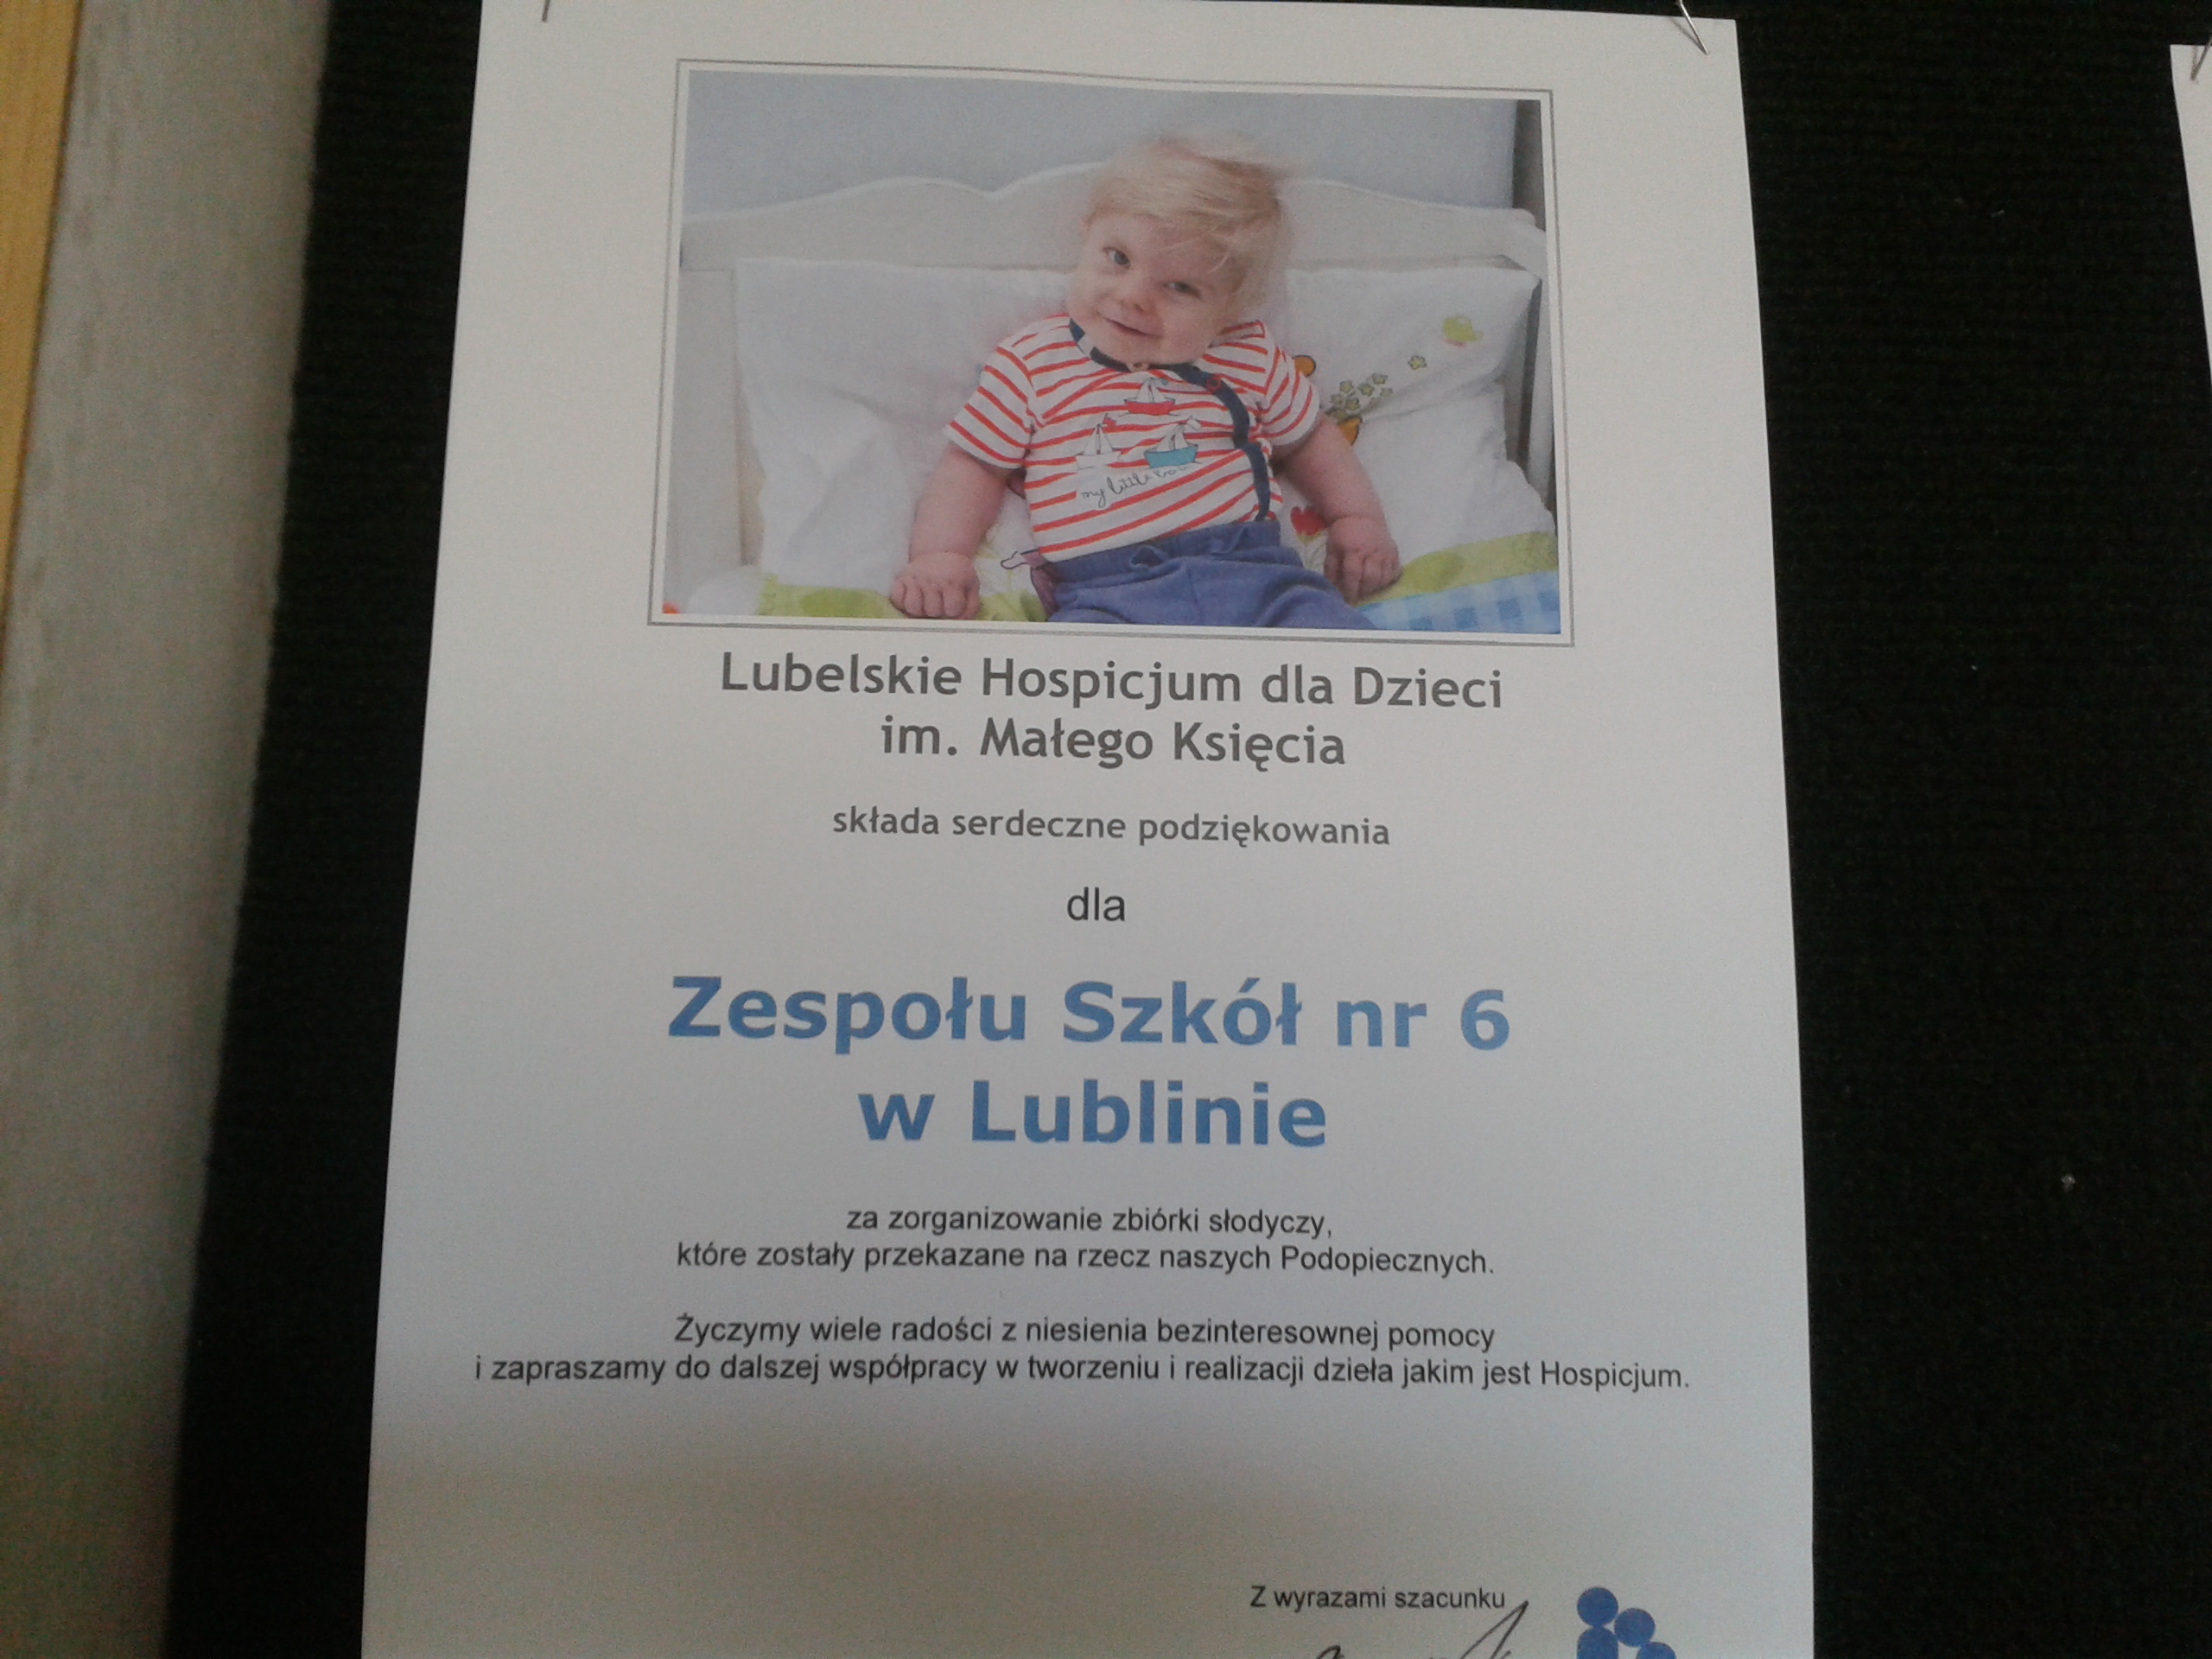 my little
Lubelskie Hospicjum dla Dzieci
im. Małego Księcia
składa serdeczne podziękowania
dla
Zespołu Szkół nr 6
w Lublinie
za zorganizowanie zbiórki słodyczy,
które zostały przekazane na rzecz naszych Podopiecznych.
Życzymy wiele radości z niesienia bezinteresownej pomocy
i zapraszamy do dalszej współpracy w tworzeniu i realizacji dzieła jakim jest Hospicjum.
Z wyrazami szacunku